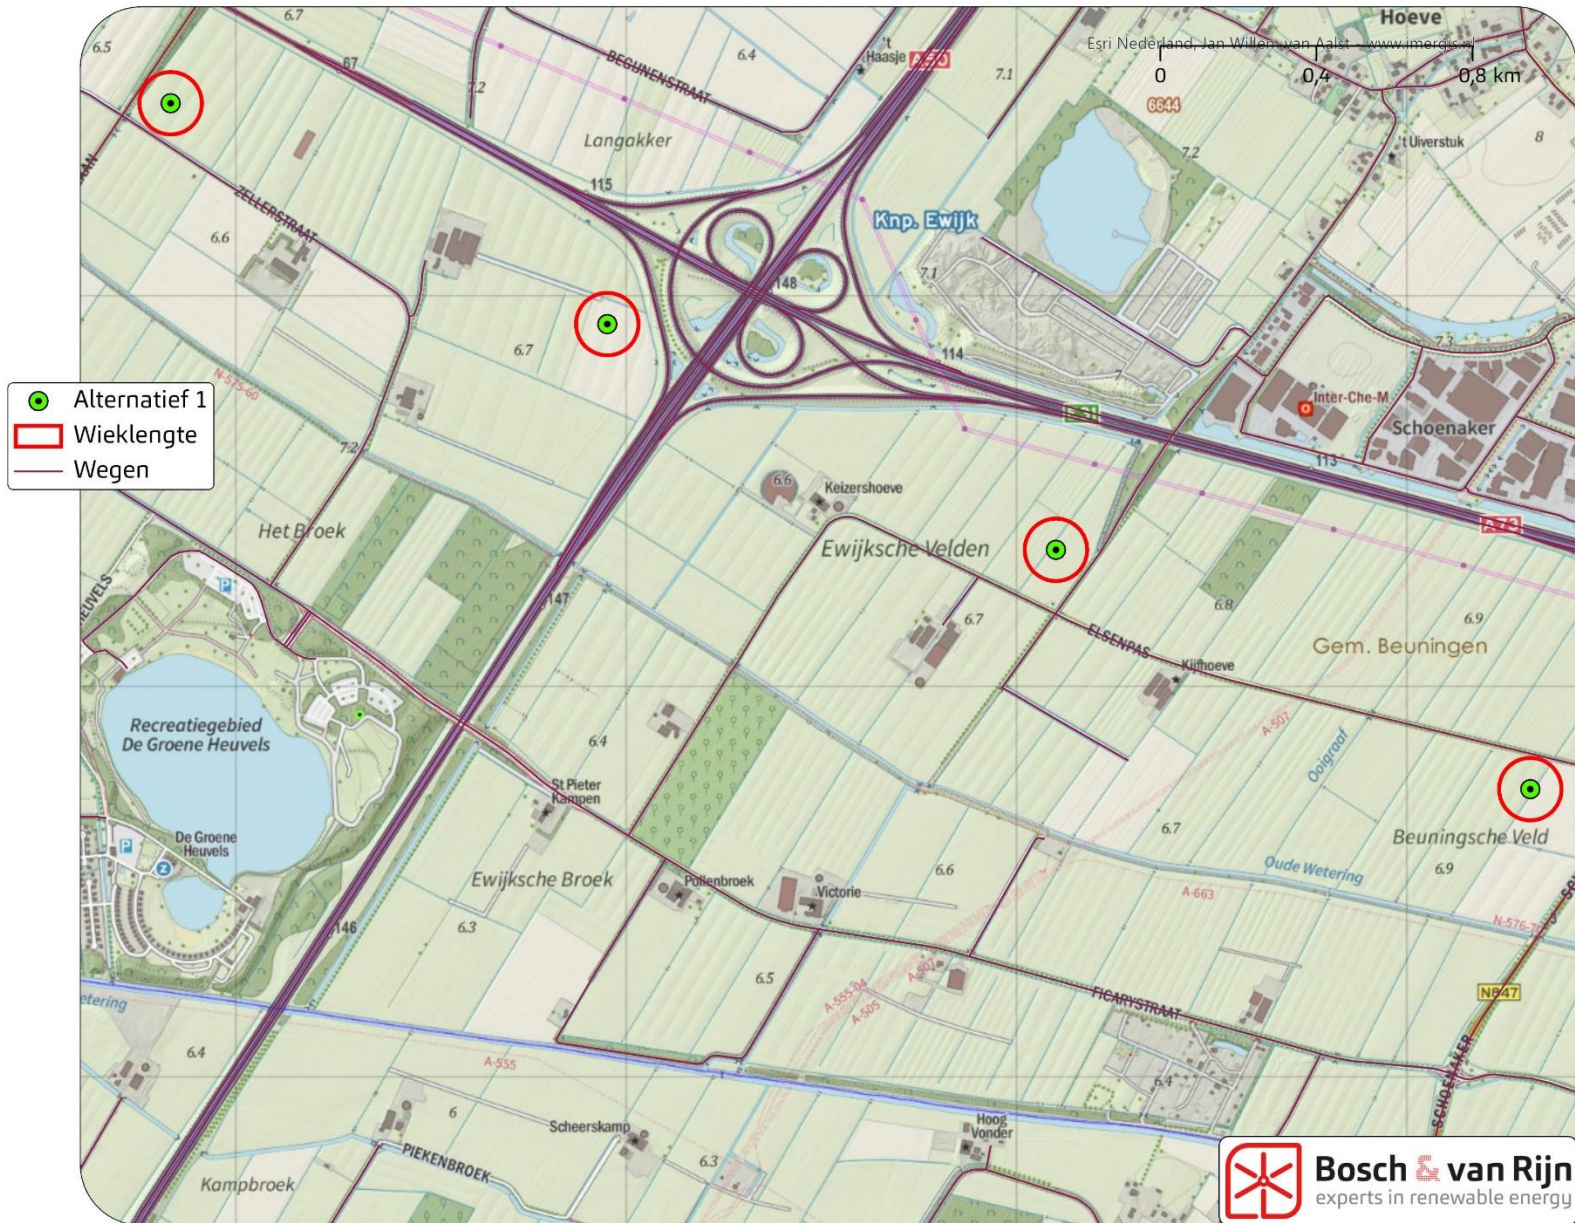 6.7
Hoeve
6.5
67
't
Haasje
A50
Esri Nederland, Jan Willem van Aalst - www.imergis.nl
6.4
7.1
0
0,4
0,8 km
7.2
BEGIJNENSTRAAT
6644
Langakker
7.2
't Uiverstuk
8
115
ZELLERSTRAAT
Knp. Ewijk
6.6
7.1
148
6.7
114
7.3
N-575-60
Inter-Che-M
Schoenaker
Alternatief 1
Wieklengte
Wegen
7.2
113
6.6
Keizershoeve
A73
Het Broek
Ewijksche Velden
P
147
HEUVELS
6.7
6.8
6.9
ELSENPAS
Gem. Beuningen
Kijfhoeve
Recreatiegebied
De Groene Heuvels
6.4
A-507
Ooigraaf
St Pieter
Kampen
6.7
Beuningsche Veld
De Groene
Heuvels
P
Z
Ewijksche Broek
Pollenbroek
Victorie
6.6
Oude Wetering
6.9
A-663
6.3
146
N-576-7
6.5
A-507
A-555-04
A-505
FICARYSTRAAT
N847
etering
6.4
A-555
6.4
SCHOENAKER
6
Scheerskamp
Hoog
Vonder
PIEKENBROEK
6.3
Kampbroek
Bosch & van Rijn
experts in renewable energy